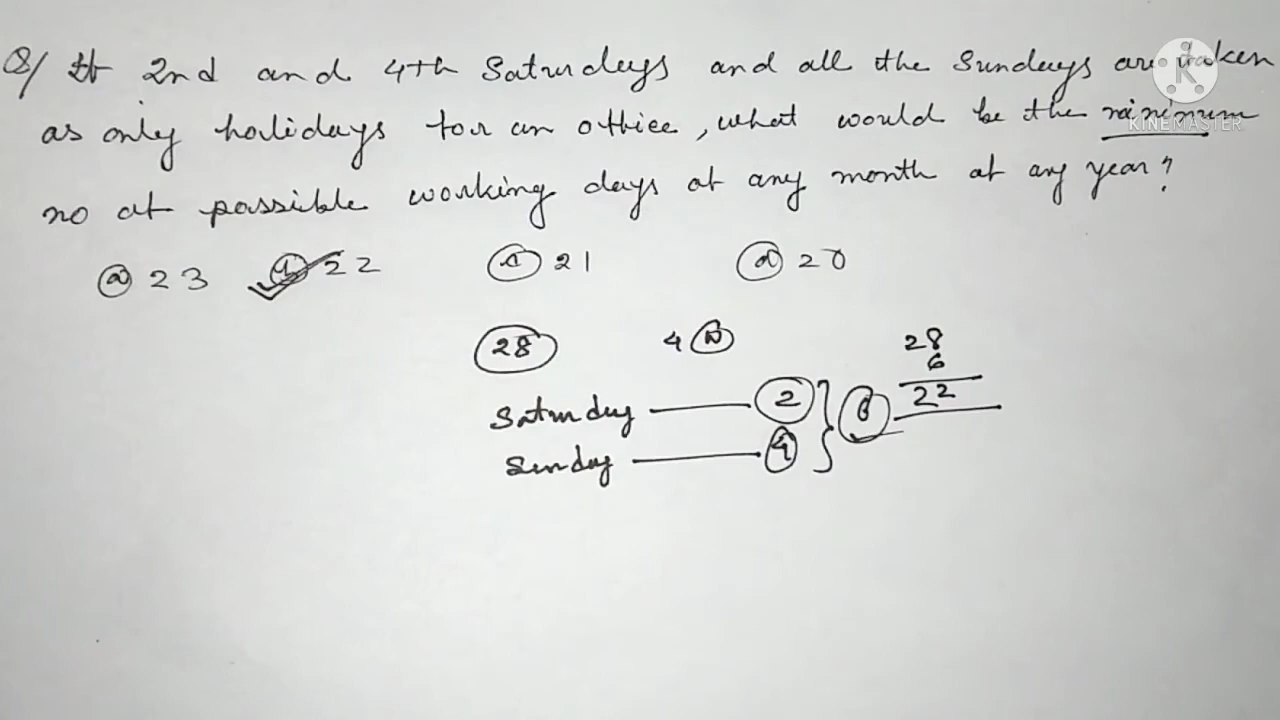 Q/ If 2nd and 4th Saturdays and all the Sundays are taken
as only holidays for an office, what would be the minimum
no of possible working days of any month of any year?
(a) 23 (b) 22 (c) 21 (d) 20
28 4 28
6
Saturday — 2 } 6 22
Sunday — 4
K
KINEMASTER